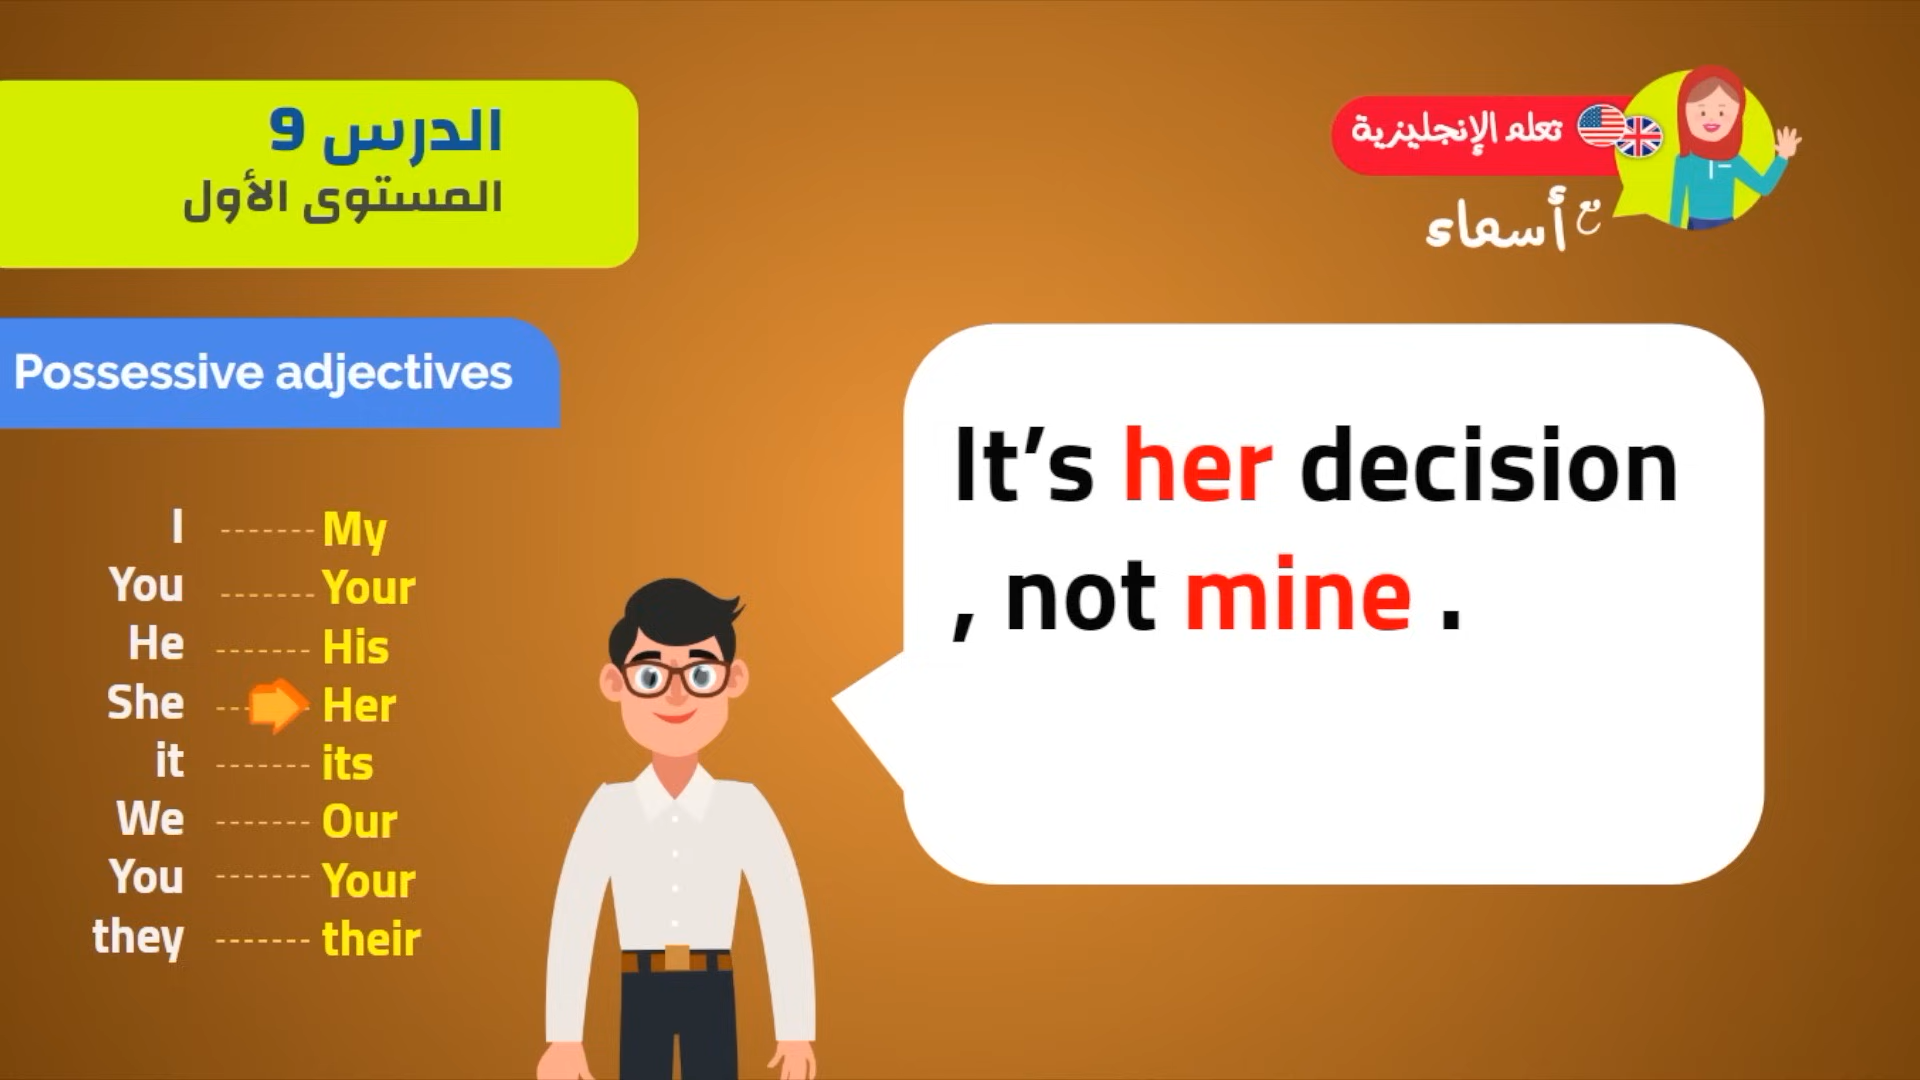 الدرس 9
المستوى الأول
تعلم الإنجليزية
مع أسماء
Possessive adjectives
I ------- My
You ------- Your
He ------- His
She --- Her
it ------- its
We ------- Our
You ------- Your
they ------- their
It’s her decision
, not mine .